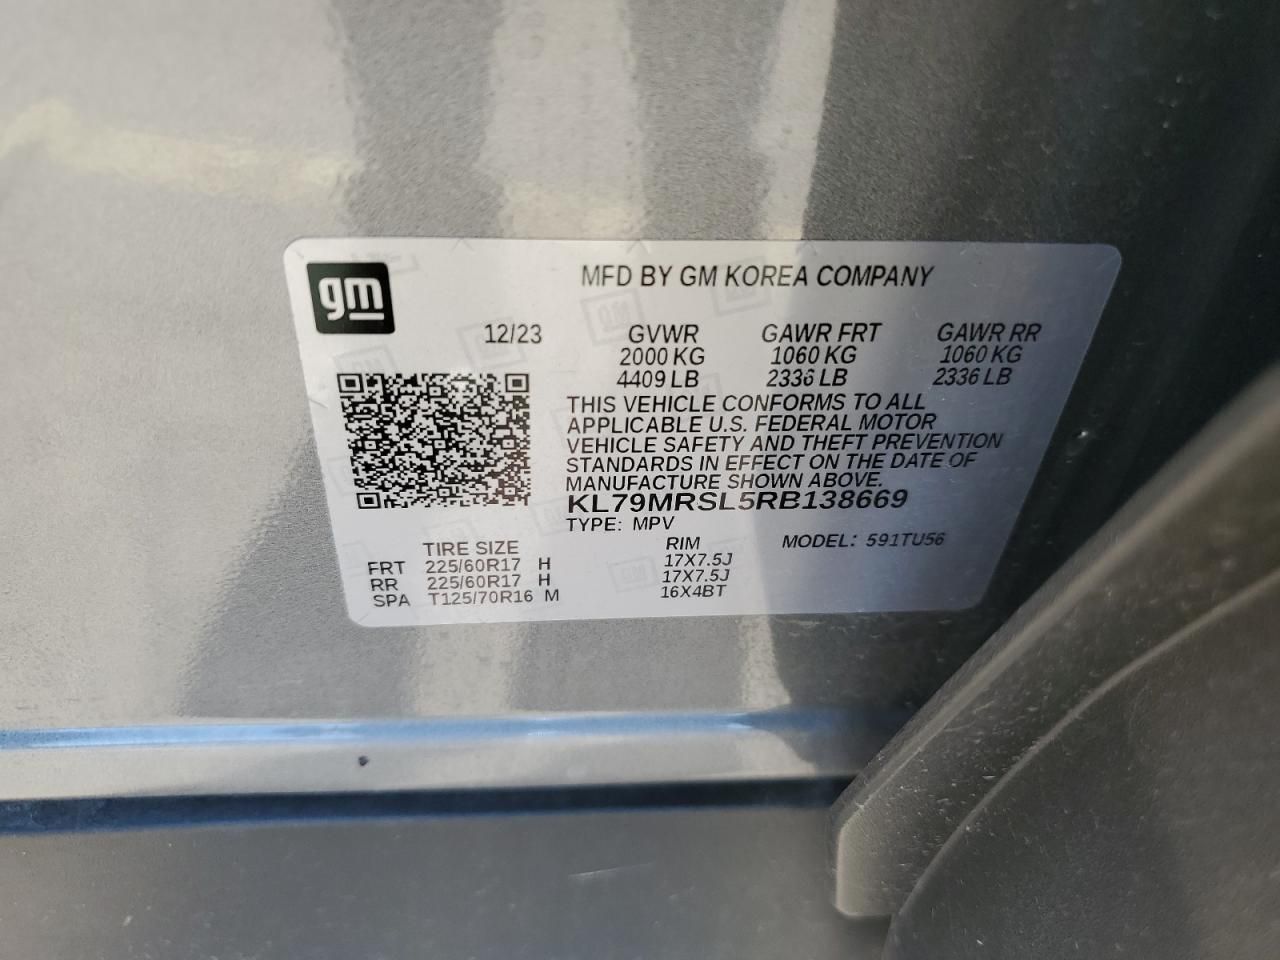 gm
MFD BY GM KOREA COMPANY
12/23 GVWR GAWR FRT GAWR RR
2000 KG 1060 KG 1060 KG
4409 LB 2336 LB 2336 LB
THIS VEHICLE CONFORMS TO ALL
APPLICABLE U.S. FEDERAL MOTOR
VEHICLE SAFETY AND THEFT PREVENTION
STANDARDS IN EFFECT ON THE DATE OF
MANUFACTURE SHOWN ABOVE.
KL79MRSL5RB138669
TYPE: MPV MODEL: 591TU56
TIRE SIZE RIM
FRT 225/60R17 H 17X7.5J
RR 225/60R17 H 17X7.5J
SPA T125/70R16 M 16X4BT